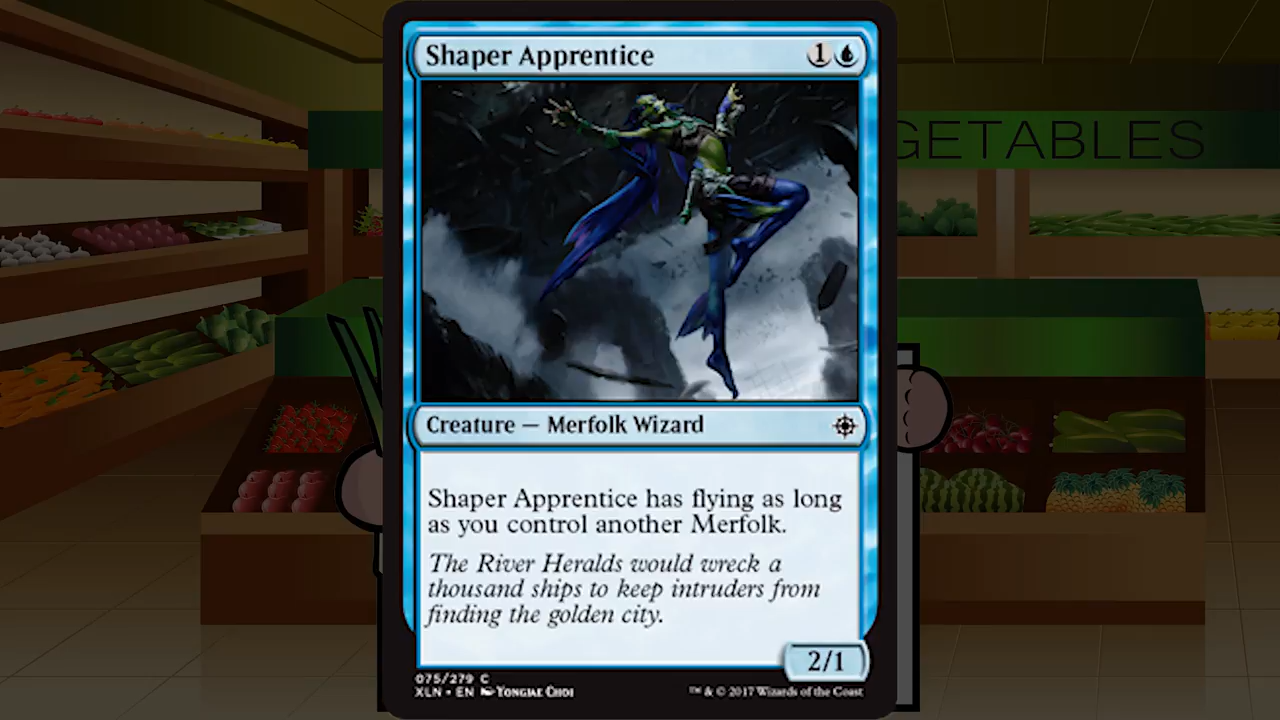 Shaper Apprentice 1
GETABLES
Creature — Merfolk Wizard
Shaper Apprentice has flying as long
as you control another Merfolk.
The River Heralds would wreck a
thousand ships to keep intruders from
finding the golden city.
2/1
075/279 C
XLN • EN Yongjae Choi
™ & © 2017 Wizards of the Coast